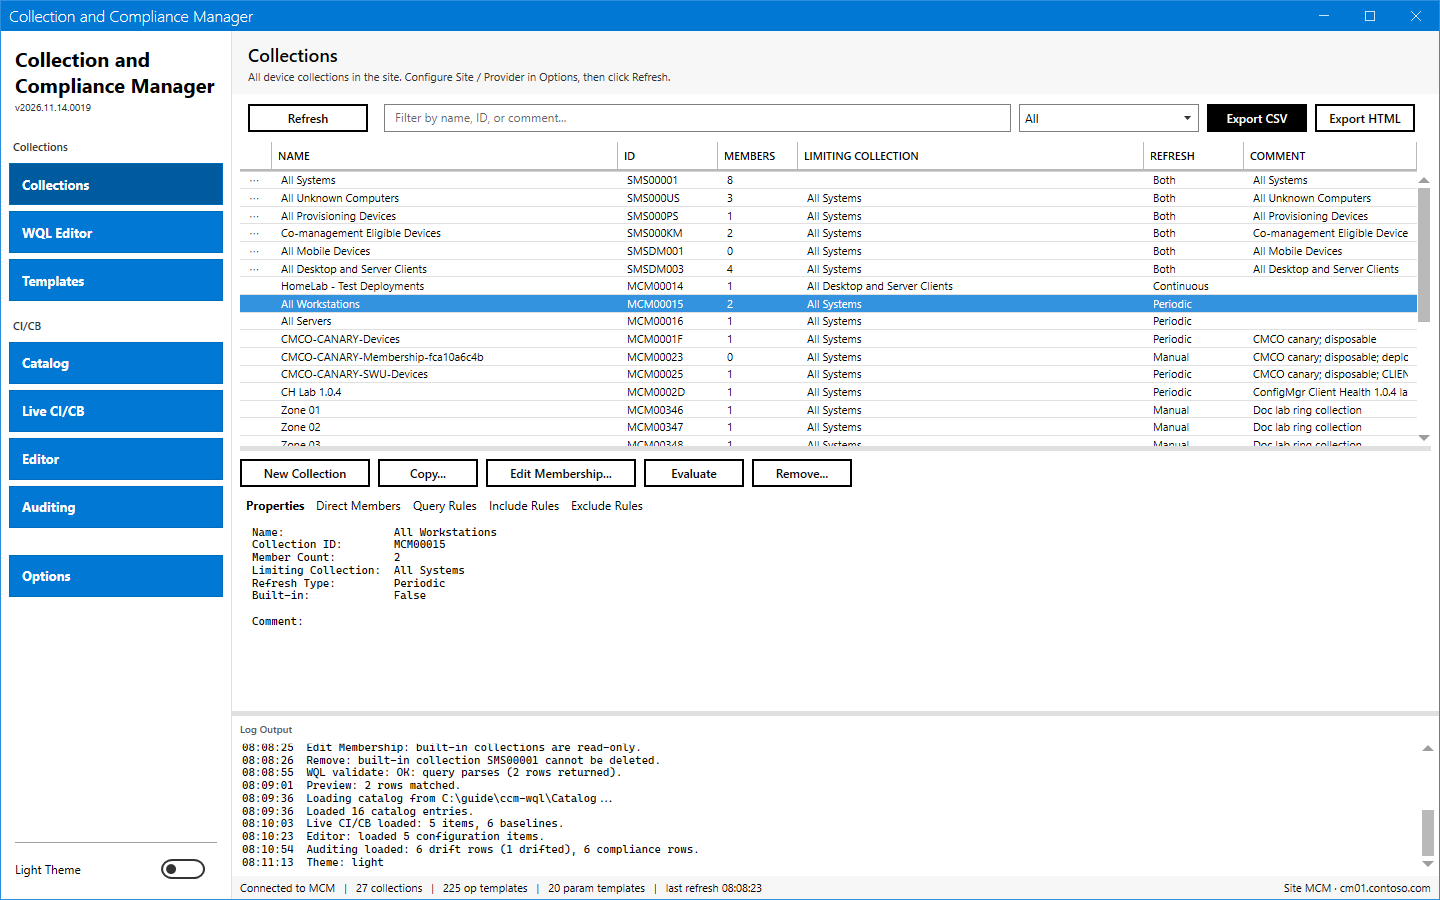 Collection and Compliance Manager
Collection and
Compliance Manager
v2026.11.14.0019
Collections
Collections
WQL Editor
Templates
CI/CB
Catalog
Live CI/CB
Editor
Auditing
Options
Light Theme
Collections
All device collections in the site. Configure Site / Provider in Options, then click Refresh.
Refresh
Filter by name, ID, or comment...
All
Export CSV
Export HTML
NAME ID MEMBERS LIMITING COLLECTION REFRESH COMMENT
... All Systems SMS00001 8 Both All Systems
... All Unknown Computers SMS000US 3 All Systems Both All Unknown Computers
... All Provisioning Devices SMS000PS 1 All Systems Both All Provisioning Devices
... Co-management Eligible Devices SMS000KM 2 All Systems Both Co-management Eligible Device
... All Mobile Devices SMSDM001 0 All Systems Both All Mobile Devices
... All Desktop and Server Clients SMSDM003 4 All Systems Both All Desktop and Server Clients
HomeLab - Test Deployments MCM00014 1 All Desktop and Server Clients Continuous
All Workstations MCM00015 2 All Systems Periodic
All Servers MCM00016 1 All Systems Periodic
CMCO-CANARY-Devices MCM0001F 1 All Systems Periodic CMCO canary; disposable
CMCO-CANARY-Membership-fca10a6c4b MCM00023 0 All Systems Manual CMCO canary; disposable; deplc
CMCO-CANARY-SWU-Devices MCM00025 1 All Systems Periodic CMCO canary; disposable; CLIEN
CH Lab 1.0.4 MCM0002D 1 All Systems Periodic ConfigMgr Client Health 1.0.4 la
Zone 01 MCM00346 1 All Systems Manual Doc lab ring collection
Zone 02 MCM00347 1 All Systems Manual Doc lab ring collection
Zone 03 MCM00348 1 All Systems Manual Doc lab ring collection
New Collection
Copy...
Edit Membership...
Evaluate
Remove...
Properties Direct Members Query Rules Include Rules Exclude Rules
Name: All Workstations
Collection ID: MCM00015
Member Count: 2
Limiting Collection: All Systems
Refresh Type: Periodic
Built-in: False
Comment:
Log Output
08:08:25 Edit Membership: built-in collections are read-only.
08:08:26 Remove: built-in collection SMS00001 cannot be deleted.
08:08:55 WQL validate: OK: query parses (2 rows returned).
08:09:01 Preview: 2 rows matched.
08:09:36 Loading catalog from C:\guide\ccm-wql\Catalog...
08:09:36 Loaded 16 catalog entries.
08:10:03 Live CI/CB loaded: 5 items, 6 baselines.
08:10:23 Editor: loaded 5 configuration items.
08:10:54 Auditing loaded: 6 drift rows (1 drifted), 6 compliance rows.
08:11:13 Theme: light
Connected to MCM | 27 collections | 225 op templates | 20 param templates | last refresh 08:08:23
Site MCM · cm01.contoso.com